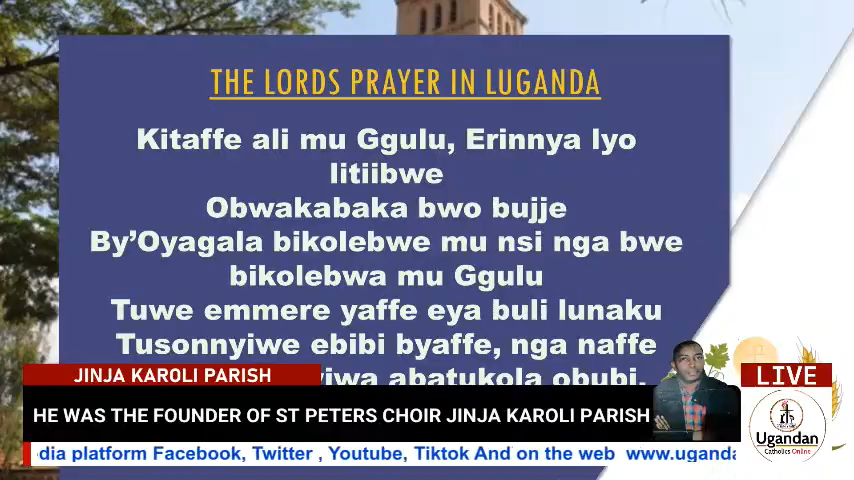 THE LORDS PRAYER IN LUGANDA
Kitaffe ali mu Ggulu, Erinnya lyo
litiibwe
Obwakabaka bwo bujje
By’Oyagala bikolebwe mu nsi nga bwe
bikolebwa mu Ggulu
Tuwe emmere yaffe eya buli lunaku
Tusonnyiwe ebibi byaffe, nga naffe
abatukola obubi.
JINJA KAROLI PARISH
LIVE
HE WAS THE FOUNDER OF ST PETERS CHOIR JINJA KAROLI PARISH
platform Facebook, Twitter , Youtube, Tiktok And on the web
Ugandan
Catholics Online